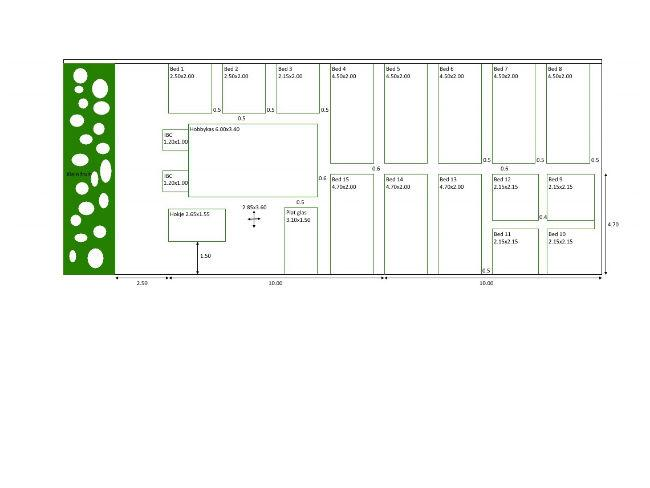 Bed 1
2.50x2.00
Bed 2
2.50x2.00
Bed 3
2.15x2.00
Bed 4
4.50x2.00
Bed 5
4.50x2.00
Bed 6
4.50x2.00
Bed 7
4.50x2.00
Bed 8
4.50x2.00
0.5
0.5
0.5
0.5
Hobbykas 6.00x3.40
IBC
1.20x1.00
0.5
0.5
0.5
0.6
0.6
Kleinfruit
IBC
1.20x1.00
0.6
Bed 15
4.70x2.00
Bed 14
4.70x2.00
Bed 13
4.70x2.00
Bed 12
2.15x2.15
Bed 9
2.15x2.15
0.5
Hokje 2.65x1.55
2.85x3.60
Plat glas
3.10x1.50
0.4
4.70
Bed 11
2.15x2.15
Bed 10
2.15x2.15
1.50
0.5
2.50
10.00
10.00